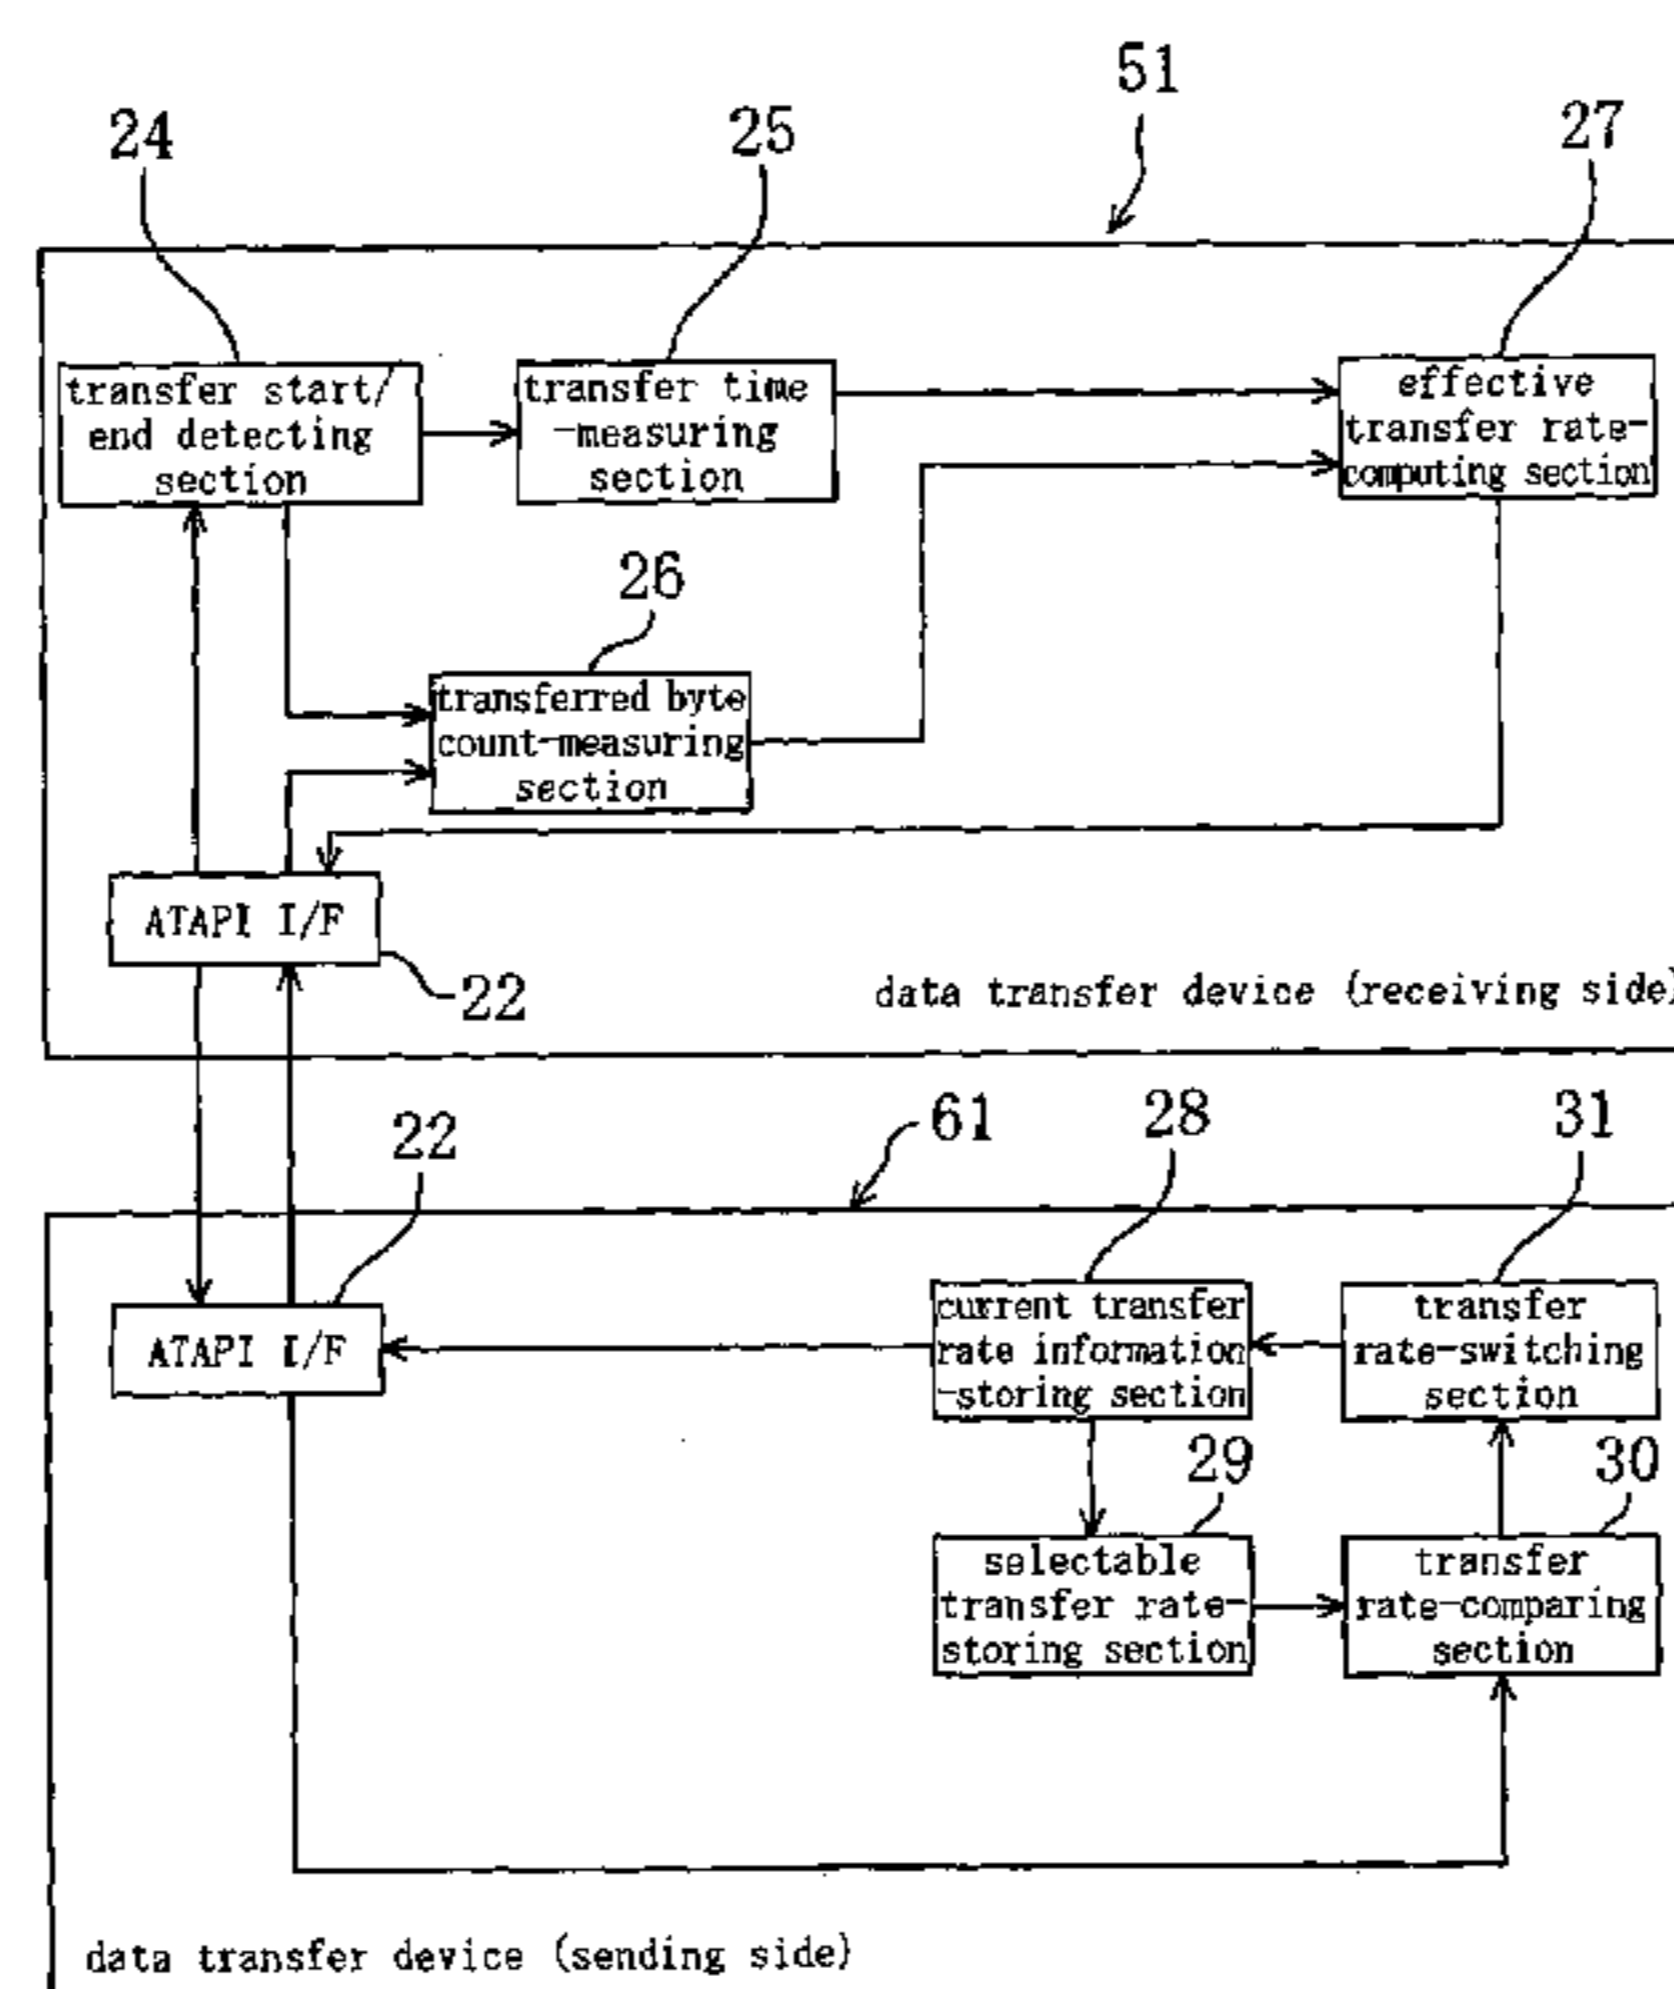 51
24
25
27
transfer start/
end detecting
section
transfer time
-measuring
section
effective
transfer rate-
computing section
26
transferred byte
count-measuring
section
ATAPI I/F
22
data transfer device (receiving side)
61
28
31
22
ATAPI I/F
current transfer
rate information
-storing section
transfer
rate-switching
section
29
30
selectable
transfer rate-
storing section
transfer
rate-comparing
section
data transfer device (sending side)